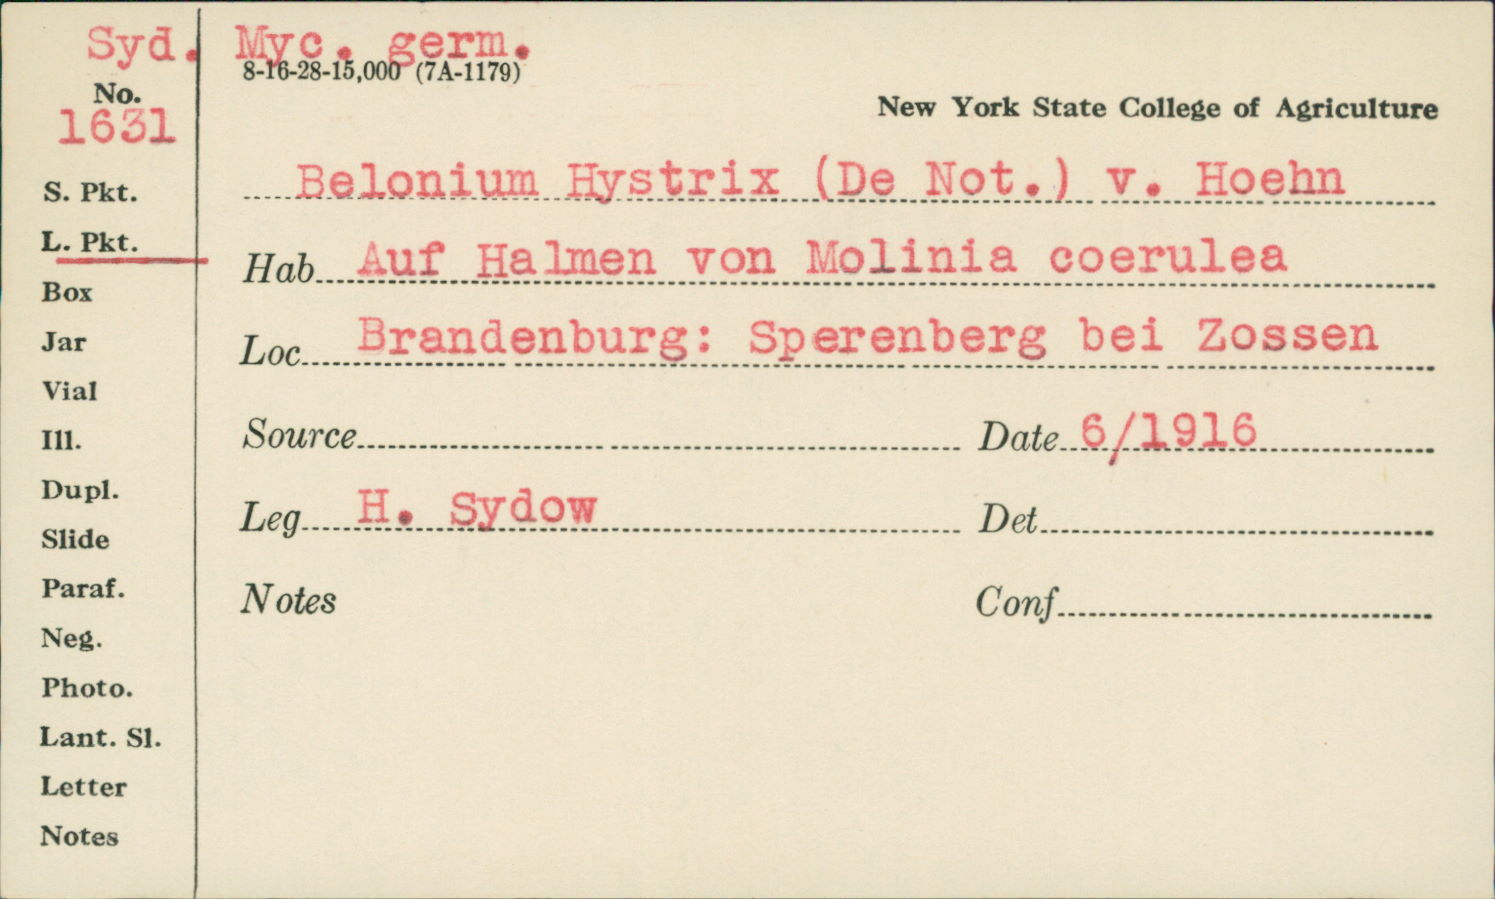 Syd. Myc. germ.
8-16-28-15,000 (7A-1179)
No.
1631
New York State College of Agriculture
S. Pkt.
L. Pkt.
Box
Jar
Vial
Ill.
Dupl.
Slide
Paraf.
Neg.
Photo.
Lant. Sl.
Letter
Notes
Belonium Hystrix (De Not.) v. Hoehn
Hab Auf Halmen von Molinia coerulea
Loc Brandenburg: Sperenberg bei Zossen
Source Date 6/1916
Leg H. Sydow Det
Notes Conf